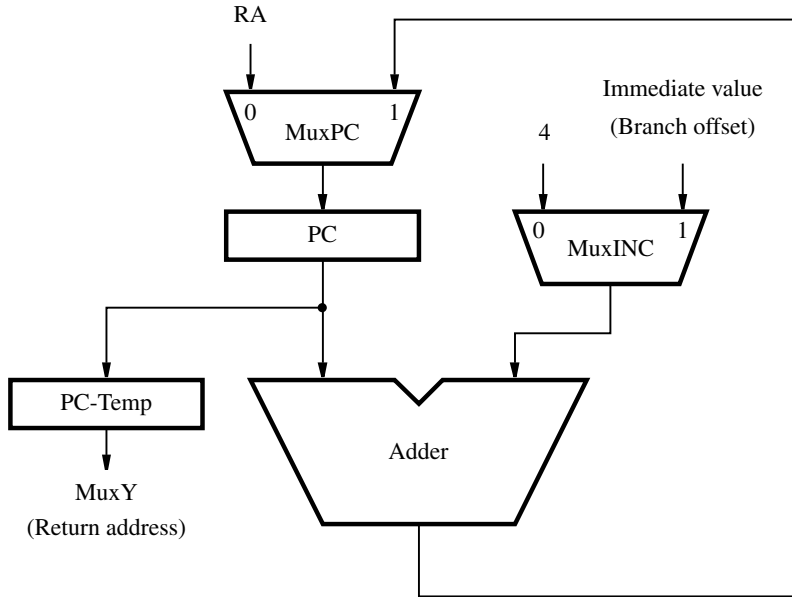 RA
Immediate value
(Branch offset)
0 1
MuxPC
4
PC
0 1
MuxINC
PC-Temp
Adder
MuxY
(Return address)